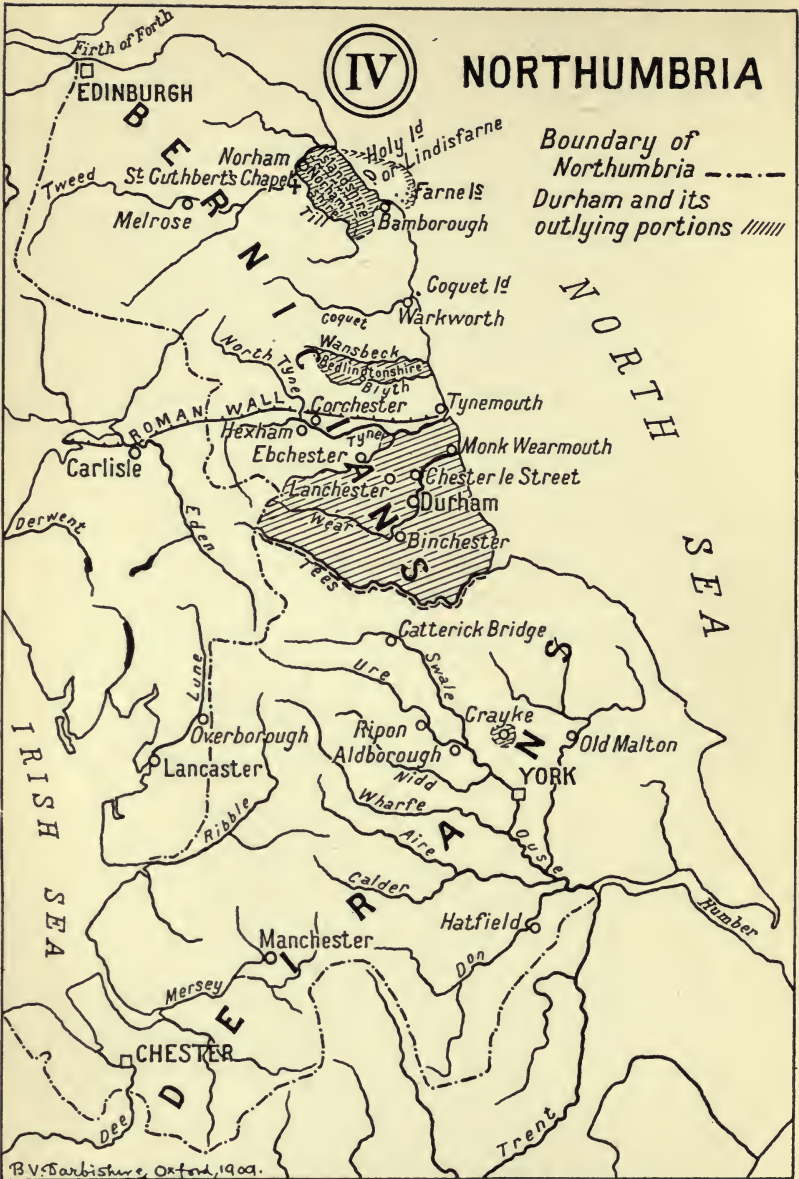 IV
NORTHUMBRIA
Boundary of
Northumbria
Durham and its
outlying portions
Firth of Forth
EDINBURGH
BERNICIANS
Holy Id
or Lindisfarne
Norham
St Cuthbert's Chapel
Islandshire
Norhamshire
Farne Is
Tweed
Till
Melrose
Bamborough
NORTH SEA
Coquet Id
Coquet
Warkworth
North Tyne
Wansbeck
Bedlingtonshire
Blyth
ROMAN WALL
Corchester
Tynemouth
Hexham
Tyne
Carlisle
Ebchester
Monk Wearmouth
Lanchester
Chester le Street
Durham
Derwent
Eden
Wear
Binchester
Tees
Catterick Bridge
Lune
Ure
Swale
IRISH SEA
Crayke
Overborough
Ripon
Old Malton
Aldborough
Lancaster
Nidd
YORK
Ribble
Wharfe
Ouse
Aire
Calder
Humber
Hatfield
Manchester
Don
Mersey
DEIRANS
CHESTER
Dee
Trent
B.V. Darbishire, Oxford, 1909.